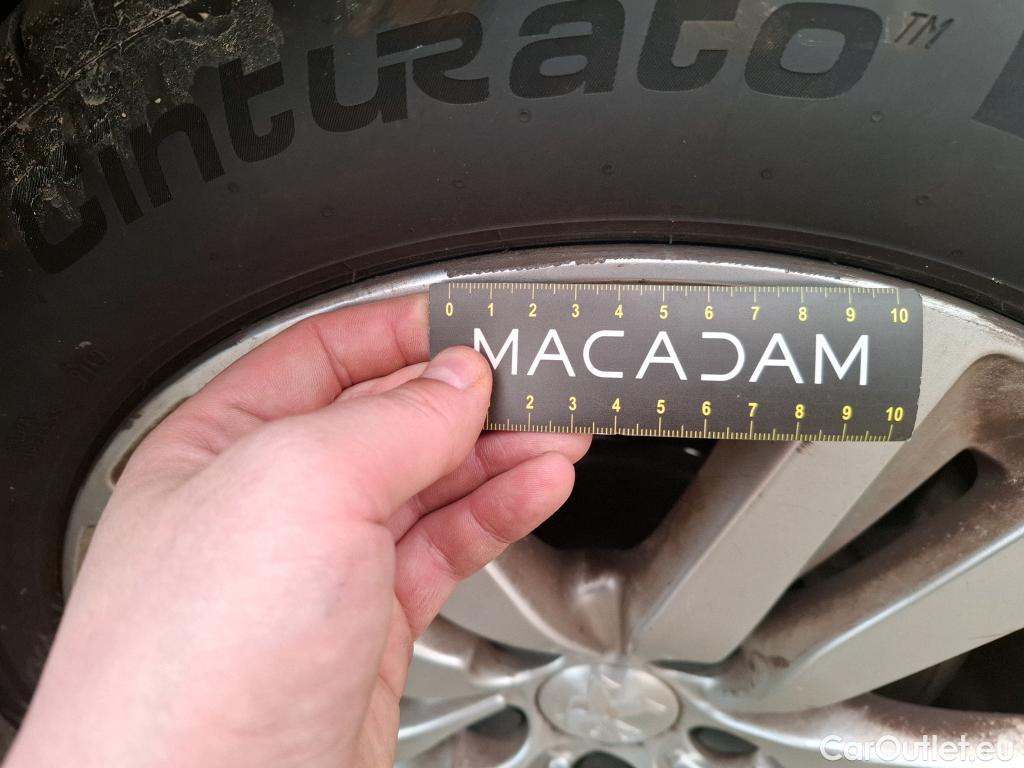 Cinturato™
0 1 2 3 4 5 6 7 8 9 10
MACADAM
2 3 4 5 6 7 8 9 10
CarOutlet.eu